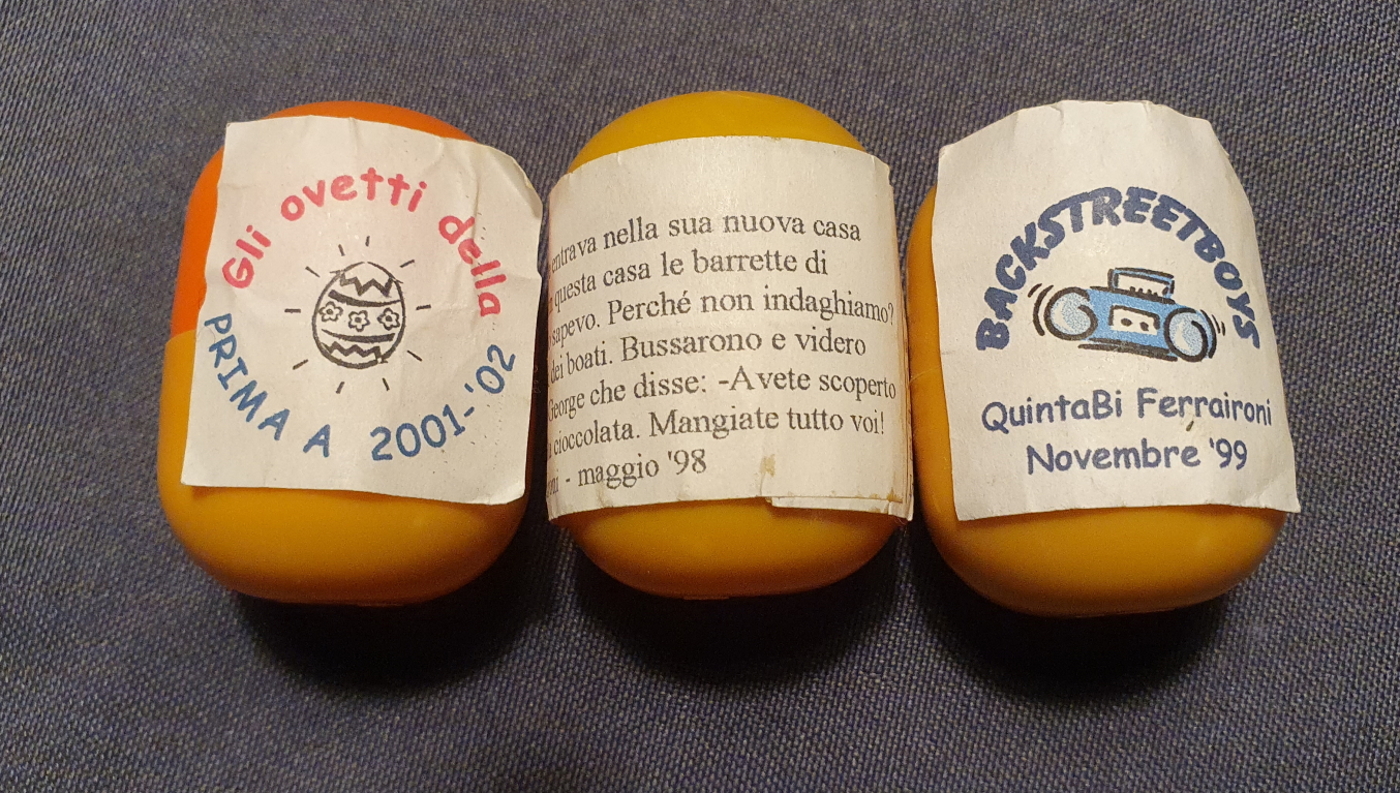 Gli ovetti della
PRIMA A 2001-'02
entrava nella sua nuova casa
questa casa le barrette di
sapevo. Perché non indaghiamo?
dei boati. Bussarono e videro
George che disse: -Avete scoperto
cioccolata. Mangiate tutto voi!
- maggio '98
BACKSTREETBOYS
QuintaBi Ferraironi
Novembre '99